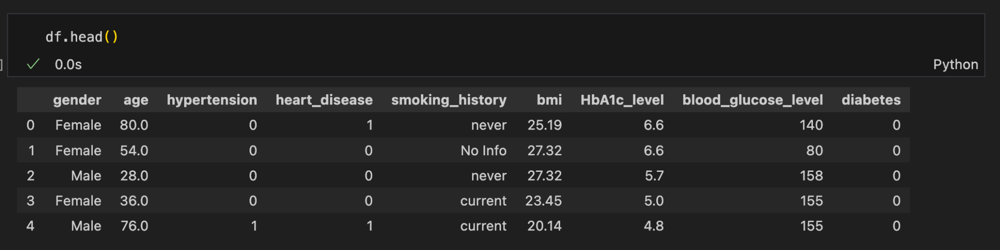 df.head()
0.0s
Python
gender age hypertension heart_disease smoking_history bmi HbA1c_level blood_glucose_level diabetes
0 Female 80.0 0 1 never 25.19 6.6 140 0
1 Female 54.0 0 0 No Info 27.32 6.6 80 0
2 Male 28.0 0 0 never 27.32 5.7 158 0
3 Female 36.0 0 0 current 23.45 5.0 155 0
4 Male 76.0 1 1 current 20.14 4.8 155 0